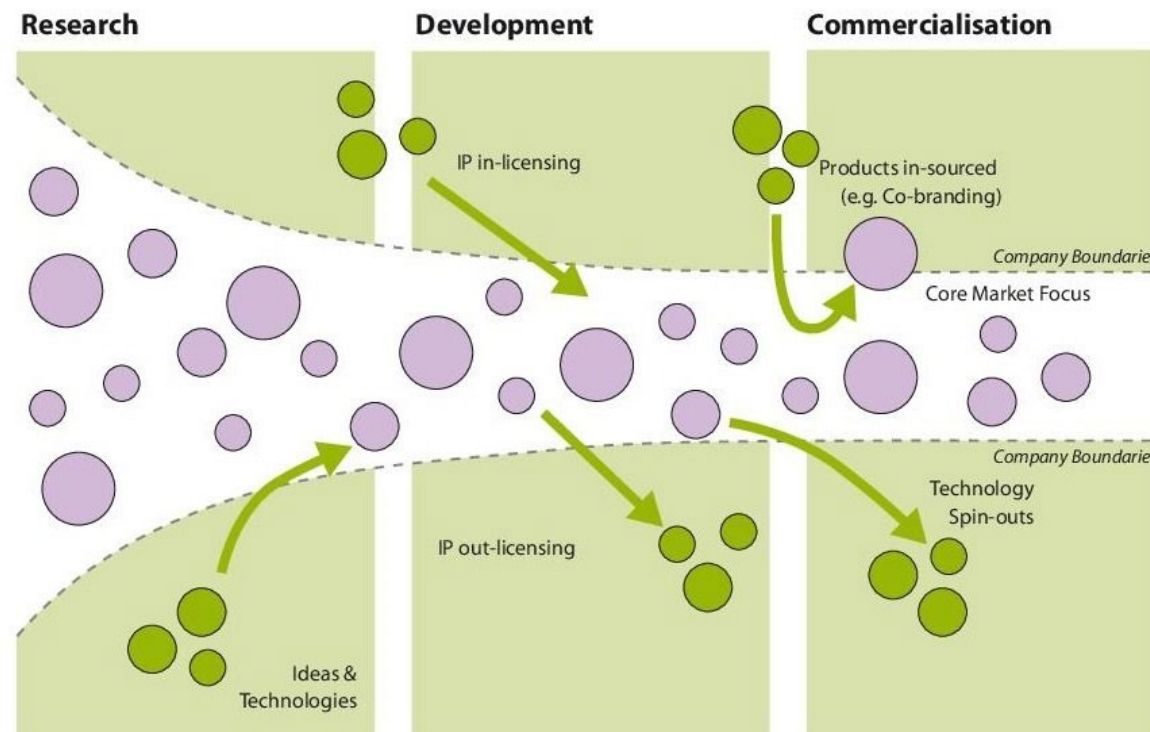 Research
Development
Commercialisation
IP in-licensing
Products in-sourced
(e.g. Co-branding)
Company Boundarie
Core Market Focus
Company Boundarie
Technology
Spin-outs
IP out-licensing
Ideas &
Technologies